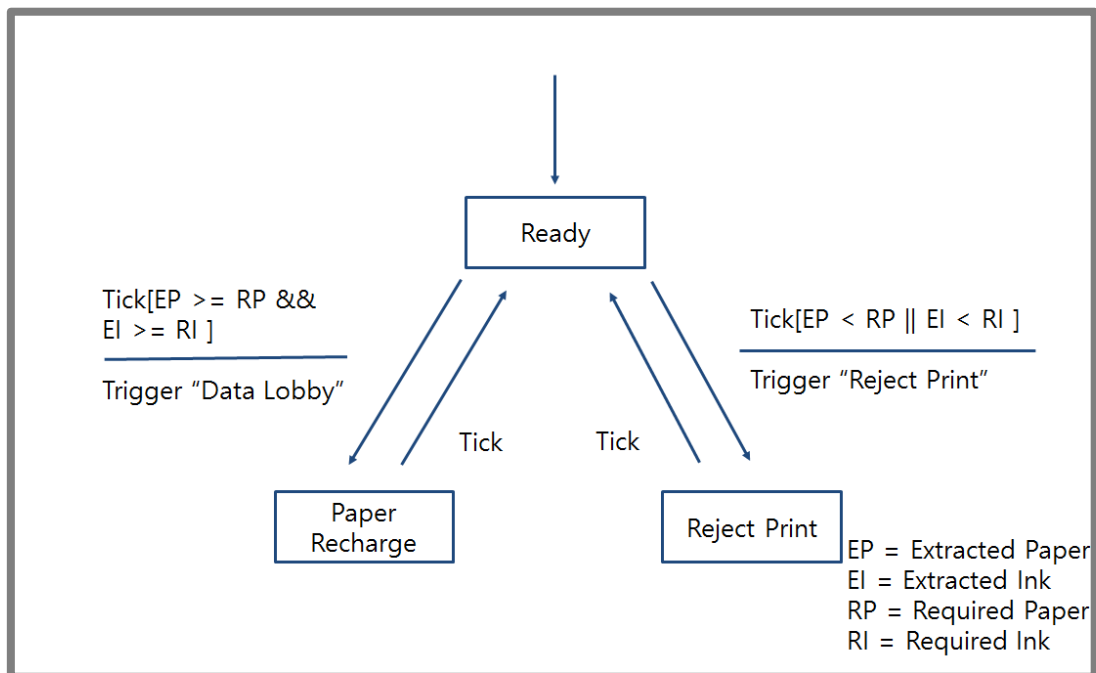 Ready
Tick[EP >= RP &&
EI >= RI ]
Trigger “Data Lobby”
Tick[EP < RP || EI < RI ]
Trigger “Reject Print”
Tick
Tick
Paper
Recharge
Reject Print
EP = Extracted Paper
EI = Extracted Ink
RP = Required Paper
RI = Required Ink